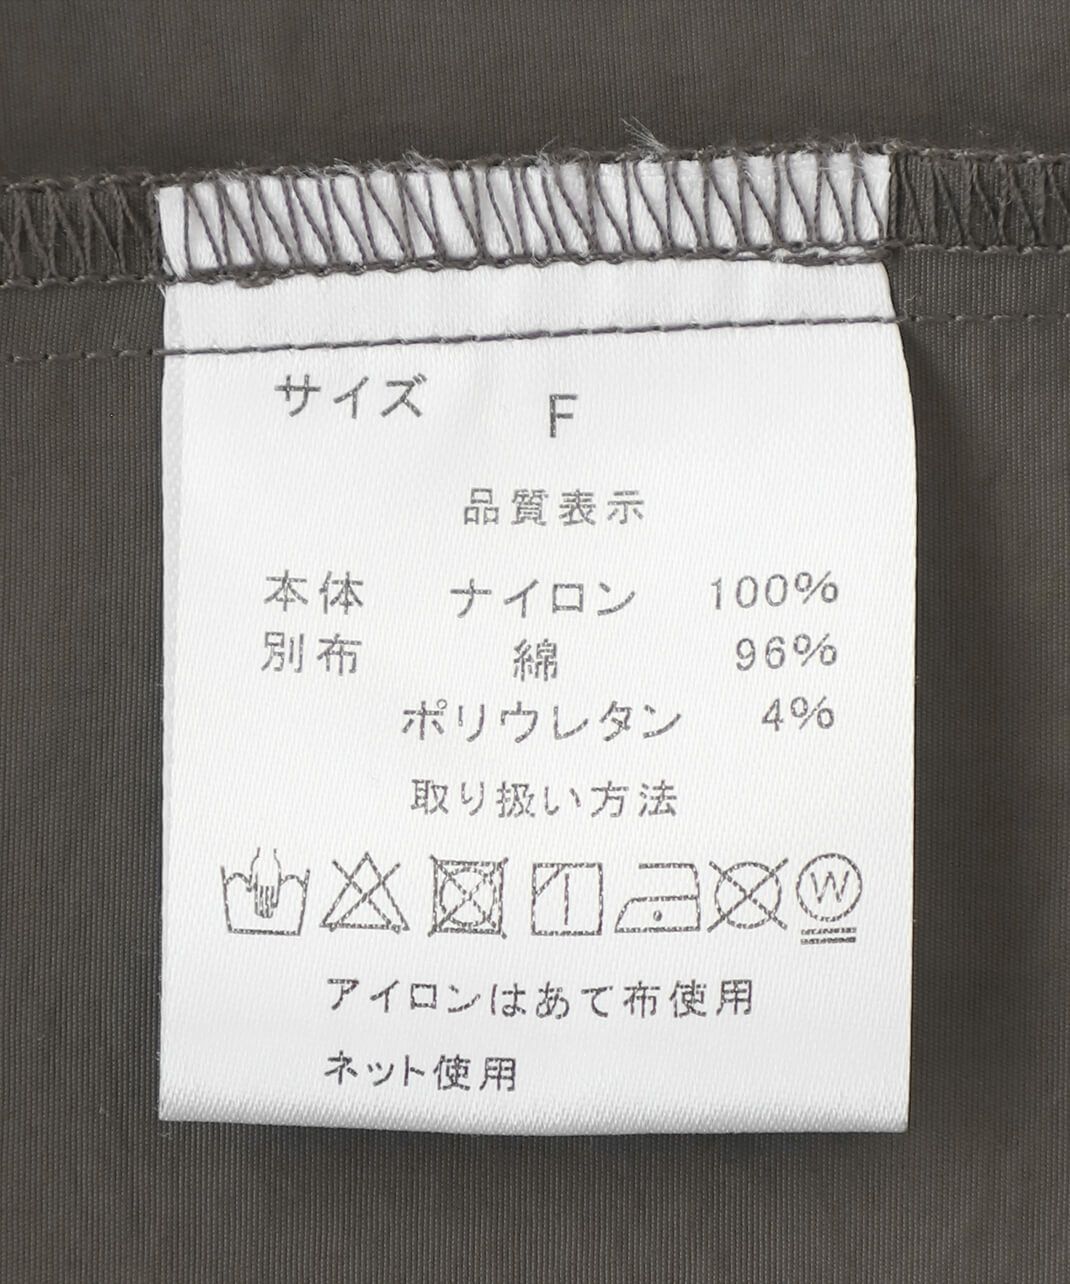 サイズ F
品質表示
本体 ナイロン 100%
別布 綿 96%
ポリウレタン 4%
取り扱い方法
W
アイロンはあて布使用
ネット使用